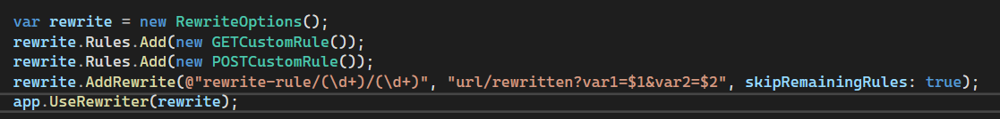 var rewrite = new RewriteOptions();
rewrite.Rules.Add(new GETCustomRule());
rewrite.Rules.Add(new POSTCustomRule());
rewrite.AddRewrite(@"rewrite-rule/(\d+)/(\d+)", "url/rewritten?var1=$1&var2=$2", skipRemainingRules: true);
app.UseRewriter(rewrite);